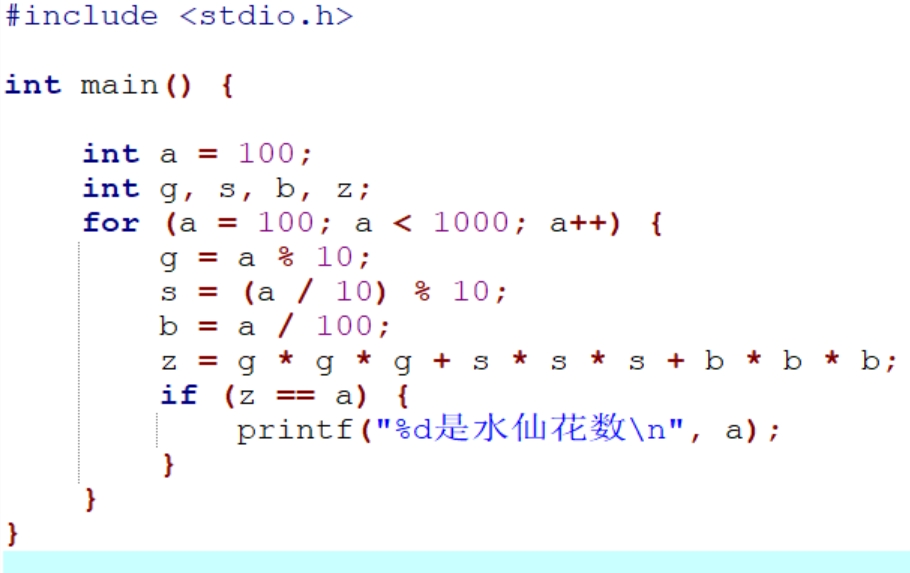 #include <stdio.h>
int main() {
int a = 100;
int g, s, b, z;
for (a = 100; a < 1000; a++) {
g = a % 10;
s = (a / 10) % 10;
b = a / 100;
z = g * g * g + s * s * s + b * b * b;
if (z == a) {
printf("%d是水仙花数\n", a);
}
}
}